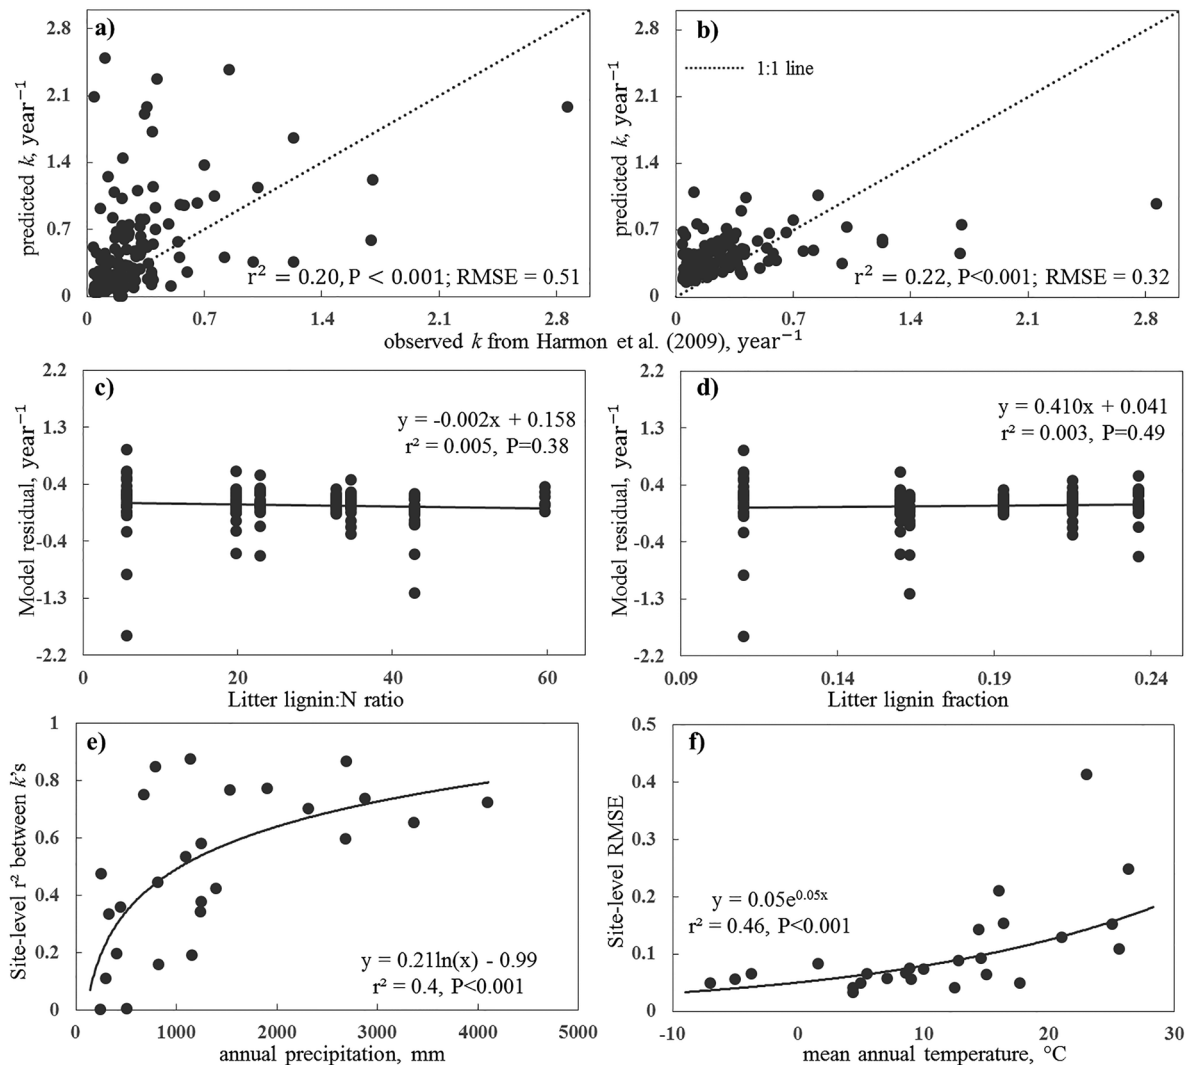 a)
2.8
2.1
1.4
0.7
0
predicted k, year⁻¹
r² = 0.20, P < 0.001; RMSE = 0.51
0
0.7
1.4
2.1
2.8
b)
2.8
2.1
1.4
0.7
0
predicted k, year⁻¹
1:1 line
r² = 0.22, P<0.001; RMSE = 0.32
0
0.7
1.4
2.1
2.8
observed k from Harmon et al. (2009), year⁻¹
c)
2.2
1.3
0.4
-0.4
-1.3
-2.2
Model residual, year⁻¹
y = -0.002x + 0.158
r² = 0.005, P=0.38
0
20
40
60
Litter lignin:N ratio
d)
2.2
1.3
0.4
-0.4
-1.3
-2.2
Model residual, year⁻¹
y = 0.410x + 0.041
r² = 0.003, P=0.49
0.09
0.14
0.19
0.24
Litter lignin fraction
e)
1
0.8
0.6
0.4
0.2
0
Site-level r² between k's
y = 0.21ln(x) - 0.99
r² = 0.4, P<0.001
0
1000
2000
3000
4000
5000
annual precipitation, mm
f)
0.5
0.4
0.3
0.2
0.1
0
Site-level RMSE
y = 0.05e⁰·⁰⁵ˣ
r² = 0.46, P<0.001
-10
0
10
20
30
mean annual temperature, °C